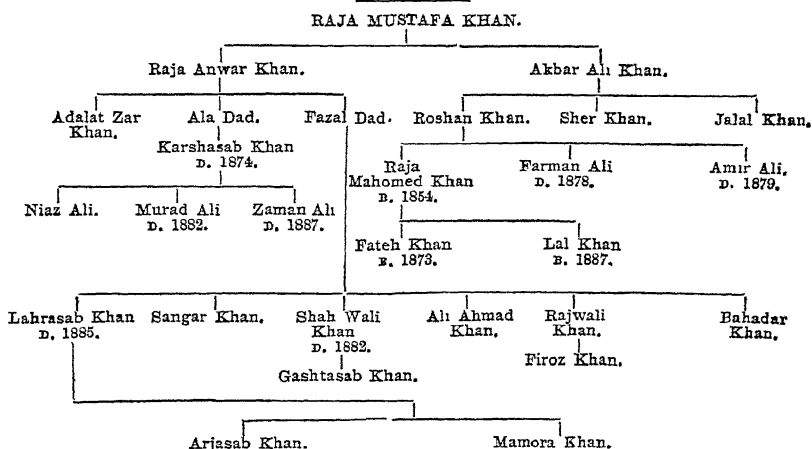 RAJA MUSTAFA KHAN.
Raja Anwar Khan. Akbar Ali Khan.
Adalat Zar Khan. Ala Dad. Fazal Dad. Roshan Khan. Sher Khan. Jalal Khan.
Karshasab Khan
D. 1874.
Raja Mahomed Khan
B. 1854.
Farman Ali
D. 1878.
Amir Ali.
D. 1879.
Niaz Ali.
Murad Ali
D. 1882.
Zaman Ali
D. 1887.
Fateh Khan
B. 1873.
Lal Khan
B. 1887.
Lahrasab Khan
D. 1885.
Sangar Khan.
Shah Wali
Khan
D. 1882.
Ali Ahmad
Khan.
Rajwali
Khan.
Bahadar
Khan.
Firoz Khan.
Gashtasab Khan.
Ariasab Khan. Mamora Khan.